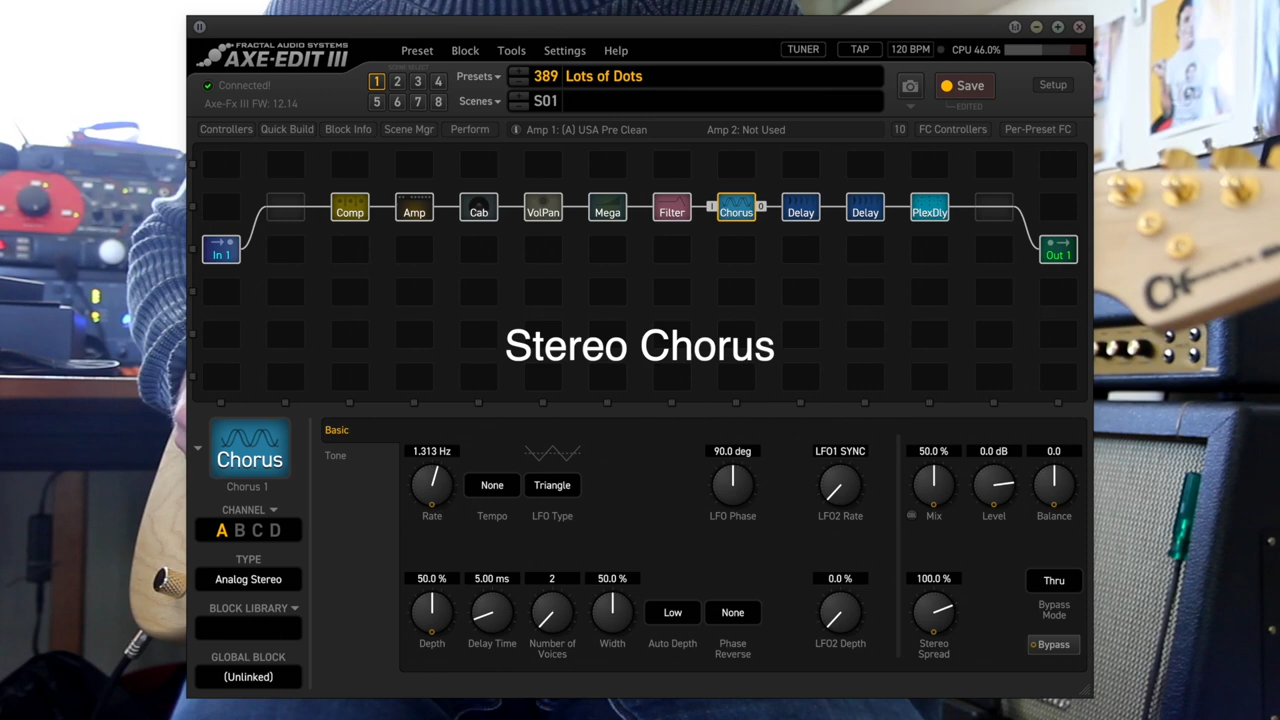 FRACTAL AUDIO SYSTEMS
AXE-EDIT III
Preset Block Tools Settings Help
TUNER TAP 120 BPM CPU 46.0%
Connected!
Axe-Fx III FW: 12.14
SCENE SELECT
1 2 3 4
5 6 7 8
Presets 389 Lots of Dots
Scenes S01
Save
EDITED
Setup
Controllers Quick Build Block Info Scene Mgr Perform Amp 1: (A) USA Pre Clean Amp 2: Not Used 10 FC Controllers Per-Preset FC
Comp Amp Cab VolPan Mega Filter I Chorus O Delay Delay PlexDly
In 1 Out 1
Stereo Chorus
Chorus
Chorus 1
CHANNEL
A B C D
TYPE
Analog Stereo
BLOCK LIBRARY
GLOBAL BLOCK
(Unlinked)
Basic
Tone
1.313 Hz 90.0 deg LFO1 SYNC 50.0 % 0.0 dB 0.0
None Triangle
Rate Tempo LFO Type LFO Phase LFO2 Rate Mix Level Balance
50.0 % 5.00 ms 2 50.0 % 0.0 % 100.0 %
Low None Thru
Depth Delay Time Number of Voices Width Auto Depth Phase Reverse LFO2 Depth Stereo Spread
Bypass Mode
Bypass